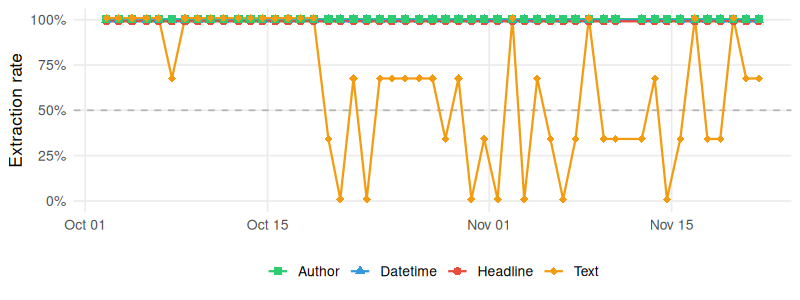 100%
75%
50%
25%
0%
Extraction rate
Oct 01 Oct 15 Nov 01 Nov 15
Author Datetime Headline Text